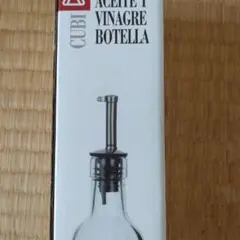 ACEITE Y
VINAGRE
BOTELLA
CUBI